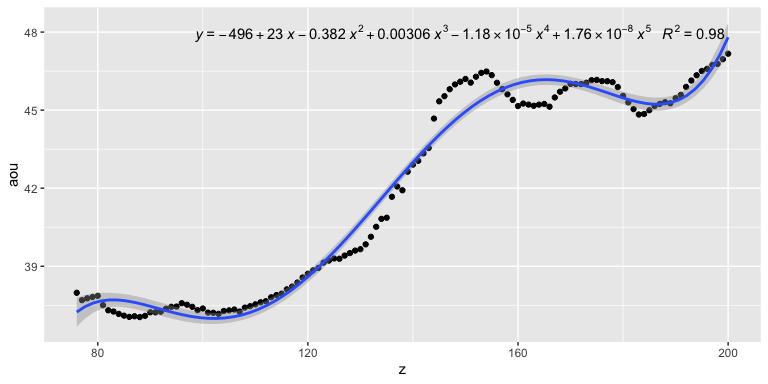 y = −496 + 23 x − 0.382 x² + 0.00306 x³ − 1.18 × 10⁻⁵ x⁴ + 1.76 × 10⁻⁸ x⁵ R² = 0.98
48
45
42
39
aou
80 120 160 200
z